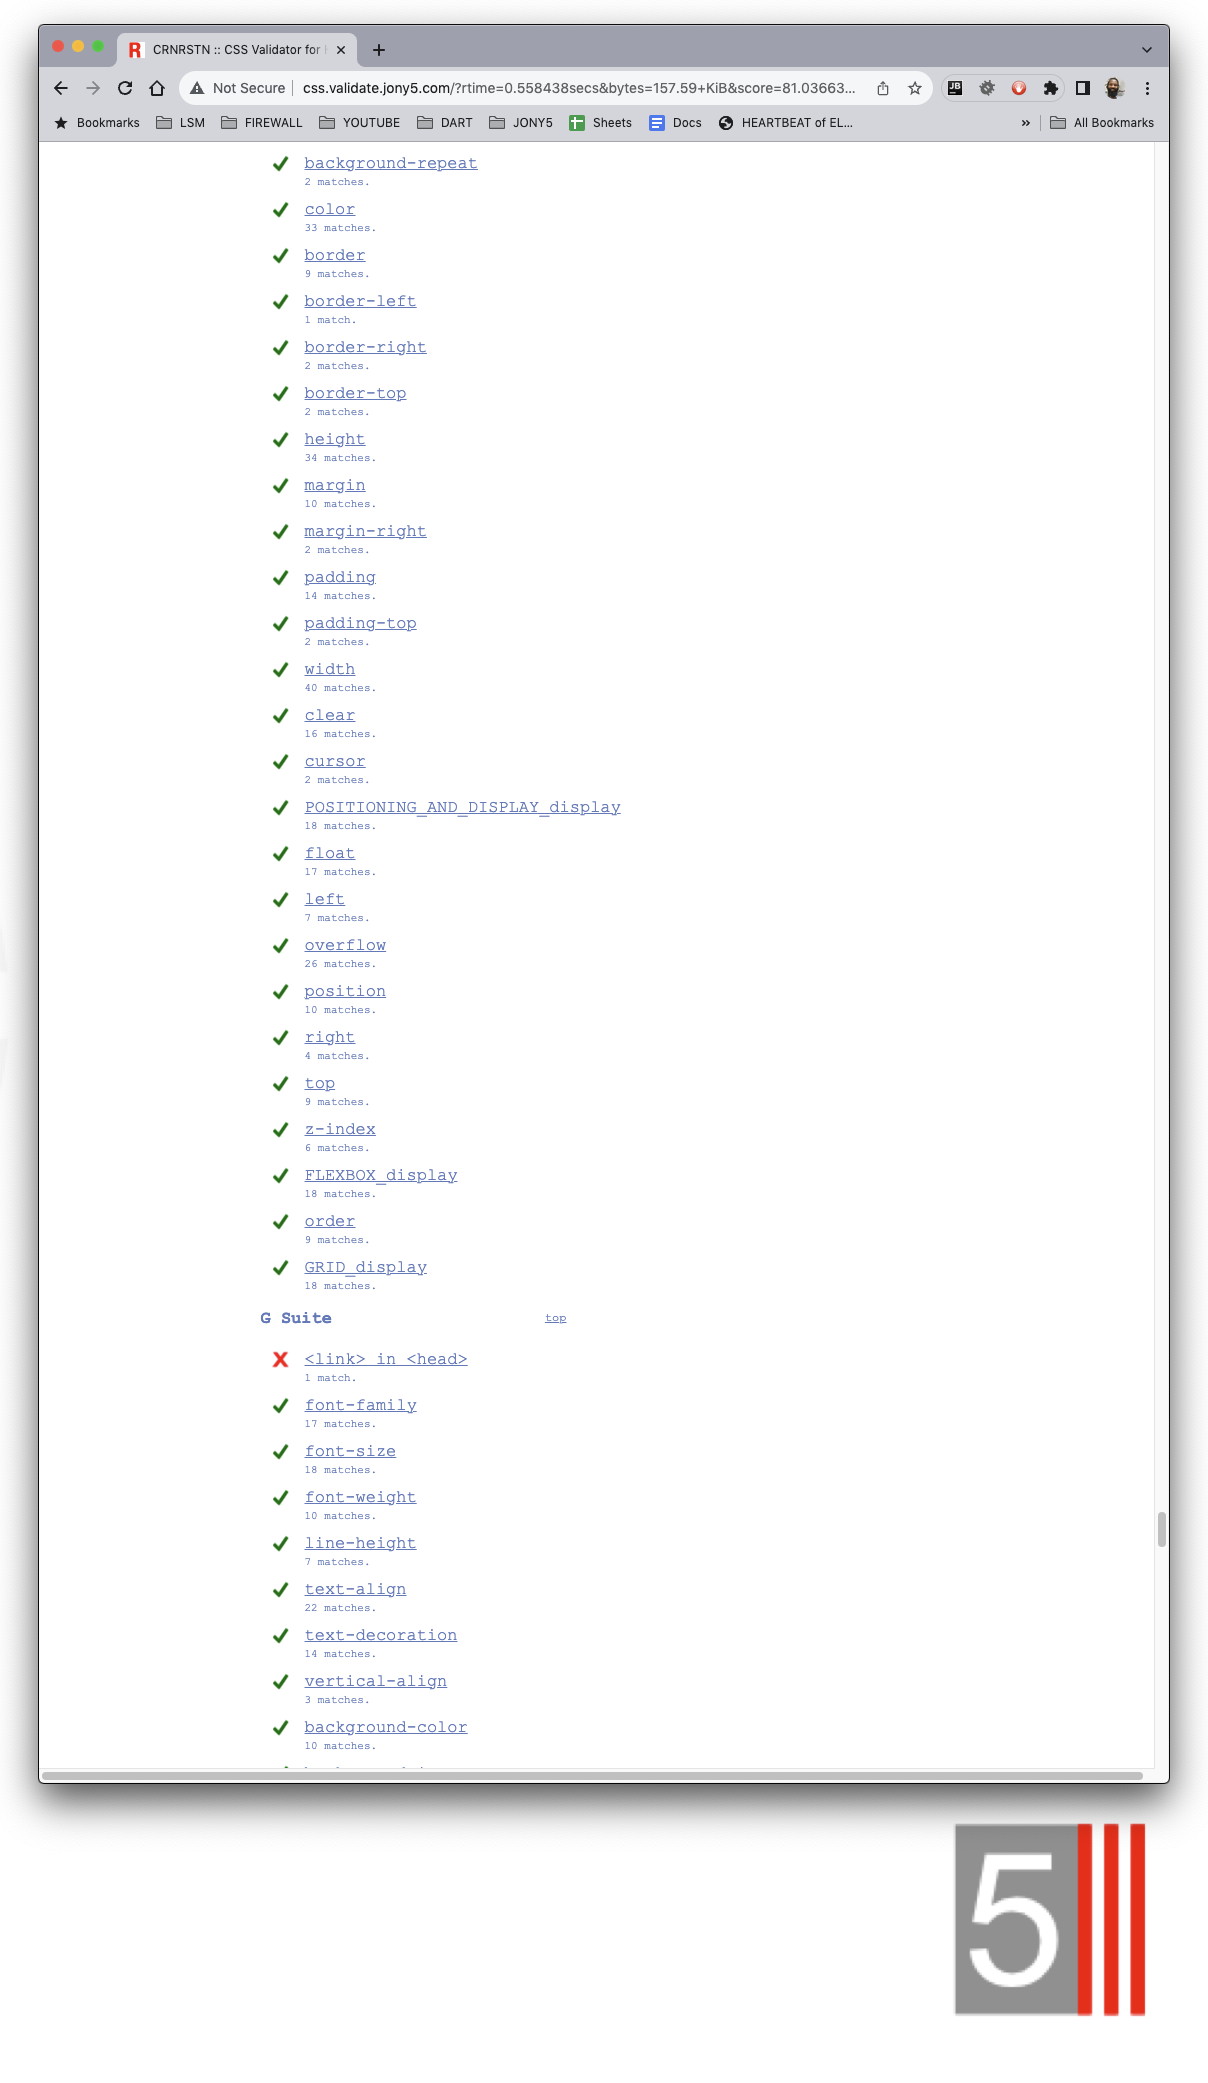 CRNRSTN :: CSS Validator for
Not Secure
css.validate.jony5.com/?rtime=0.558438secs&bytes=157.59+KiB&score=81.03663...
JB
Bookmarks
LSM
FIREWALL
YOUTUBE
DART
JONY5
Sheets
Docs
HEARTBEAT of EL...
»
All Bookmarks
background-repeat
2 matches.
color
33 matches.
border
9 matches.
border-left
1 match.
border-right
2 matches.
border-top
2 matches.
height
34 matches.
margin
10 matches.
margin-right
2 matches.
padding
14 matches.
padding-top
2 matches.
width
40 matches.
clear
16 matches.
cursor
2 matches.
POSITIONING_AND_DISPLAY_display
18 matches.
float
17 matches.
left
7 matches.
overflow
26 matches.
position
10 matches.
right
4 matches.
top
9 matches.
z-index
6 matches.
FLEXBOX_display
18 matches.
order
9 matches.
GRID_display
18 matches.
G Suite top
<link> in <head>
1 match.
font-family
17 matches.
font-size
18 matches.
font-weight
10 matches.
line-height
7 matches.
text-align
22 matches.
text-decoration
14 matches.
vertical-align
3 matches.
background-color
10 matches.
5